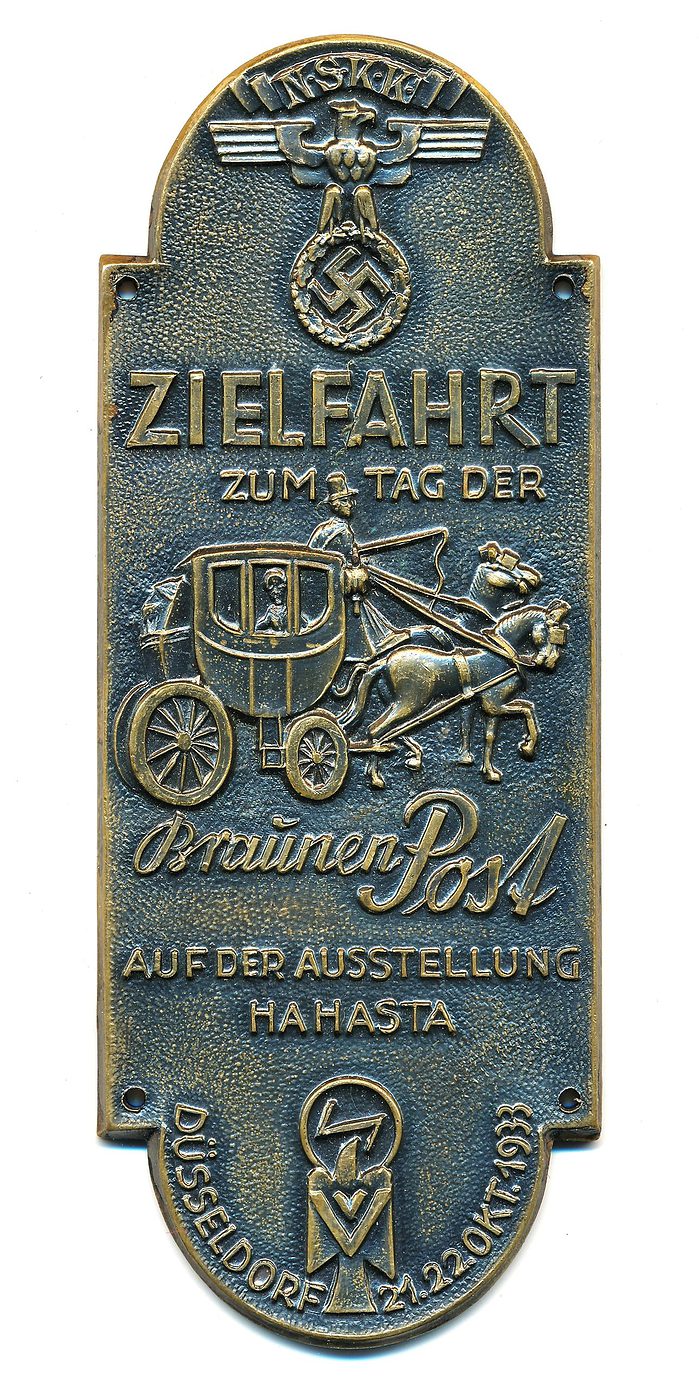 N·S·K·K·
ZIELFAHRT
ZUM TAG DER
Braunen Post
AUF DER AUSSTELLUNG
HAHASTA
DÜSSELDORF 21.22.OKT.1933